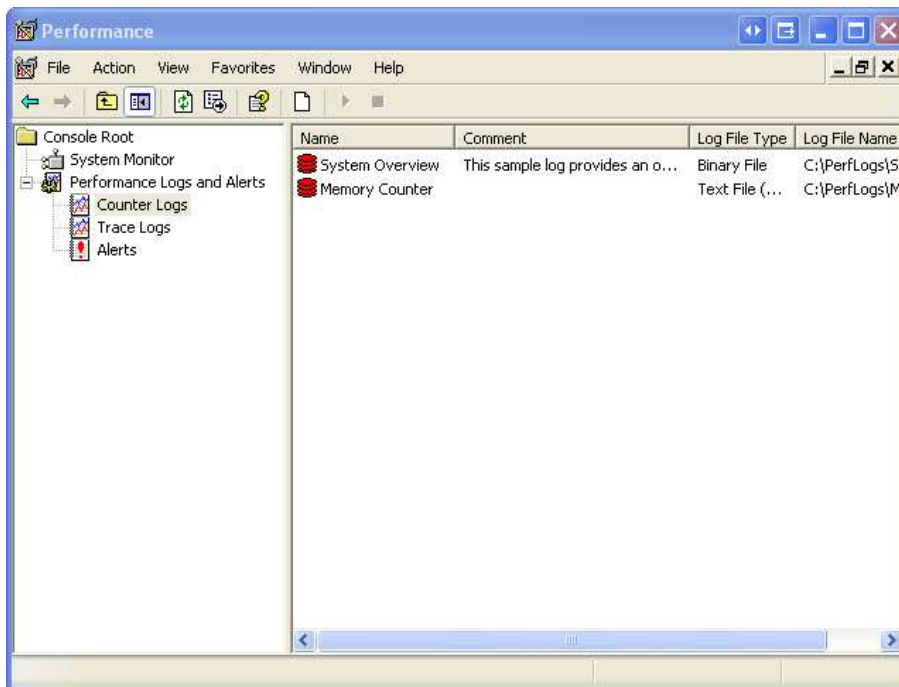 Performance
File Action View Favorites Window Help
Console Root
System Monitor
Performance Logs and Alerts
Counter Logs
Trace Logs
Alerts
Name Comment Log File Type Log File Name
System Overview This sample log provides an o... Binary File C:\PerfLogs\S
Memory Counter Text File (... C:\PerfLogs\M